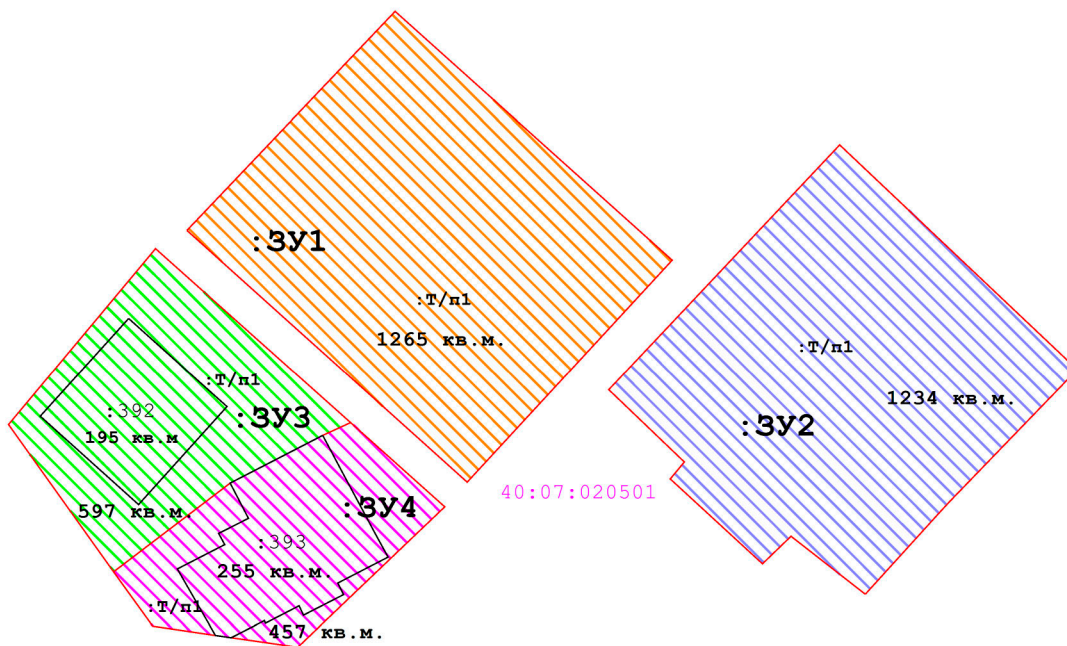 :ЗУ1
:Т/п1
1265 кв.м.
:Т/п1
1234 кв.м.
:ЗУ2
:Т/п1
:392
:ЗУ3
195 кв.м
597 кв.м.
40:07:020501
:ЗУ4
:393
255 кв.м.
:Т/п1
457 кв.м.